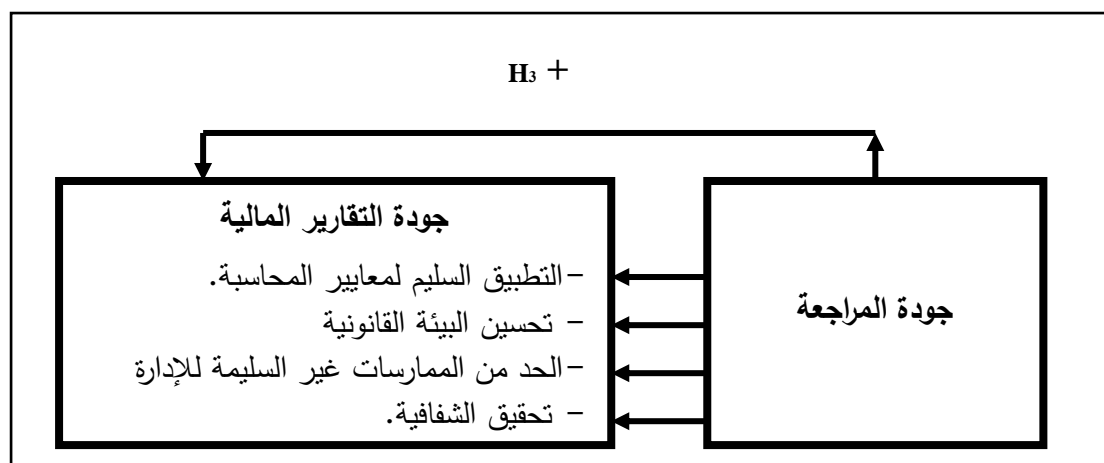 H₃ +
جودة المراجعة
جودة التقارير المالية
-التطبيق السليم لمعايير المحاسبة.
- تحسين البيئة القانونية
-الحد من الممارسات غير السليمة للإدارة
- تحقيق الشفافية.